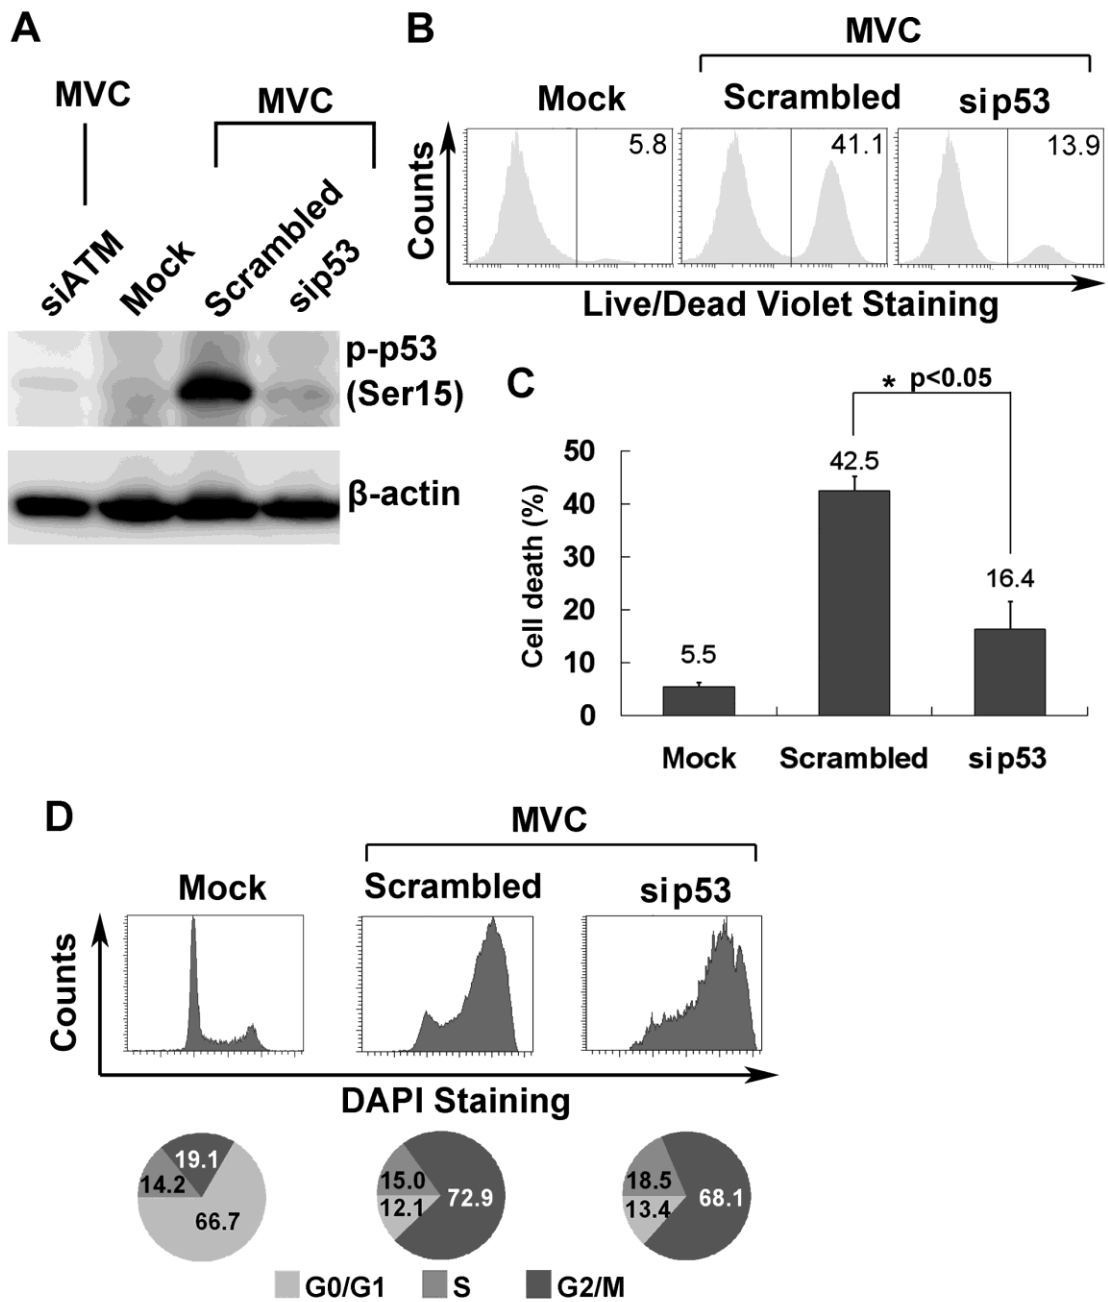 A
MVC
MVC
siATM
Mock
Scrambled
sip53
p-p53
(Ser15)
β-actin
B
MVC
Mock
Scrambled
sip53
5.8
41.1
13.9
Counts
Live/Dead Violet Staining
C
* p<0.05
Cell death (%)
50
40
30
20
10
0
5.5
42.5
16.4
Mock
Scrambled
sip53
D
MVC
Mock
Scrambled
sip53
Counts
DAPI Staining
19.1
14.2
66.7
15.0
12.1
72.9
18.5
13.4
68.1
G0/G1
S
G2/M